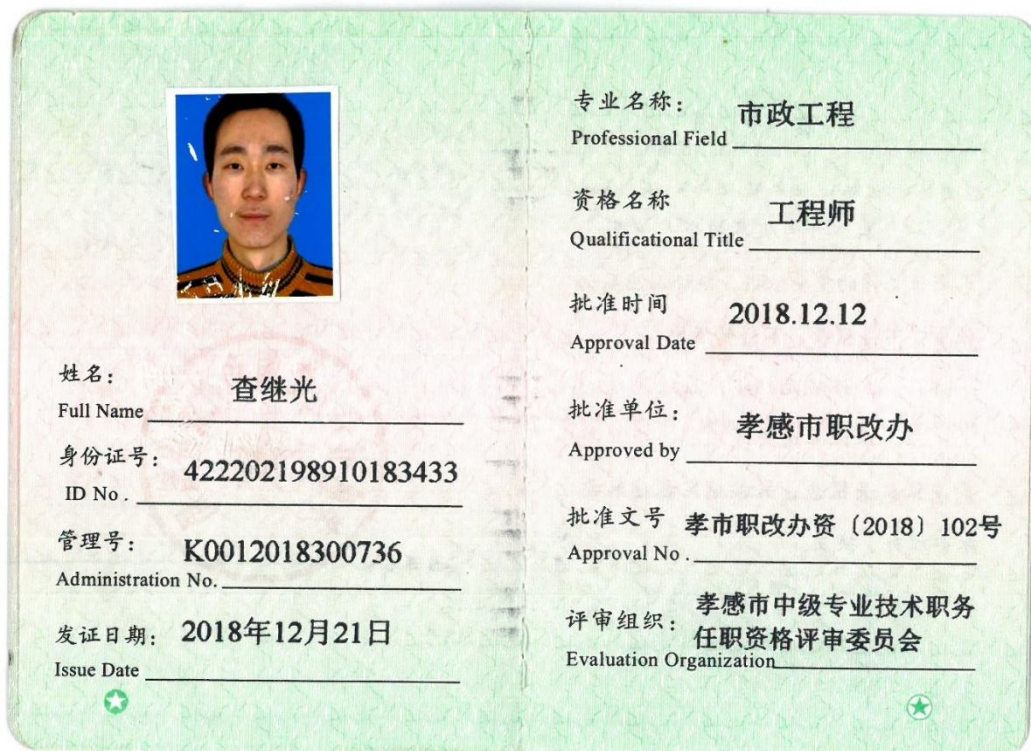 姓名：
查继光
Full Name
身份证号：
422202198910183433
ID No .
管理号：
K0012018300736
Administration No.
发证日期：
2018年12月21日
Issue Date
专业名称：
市政工程
Professional Field
资格名称
工程师
Qualificational Title
批准时间
2018.12.12
Approval Date
批准单位：
孝感市职改办
Approved by
批准文号
孝市职改办资〔2018〕102号
Approval No .
评审组织：
孝感市中级专业技术职务
任职资格评审委员会
Evaluation Organization